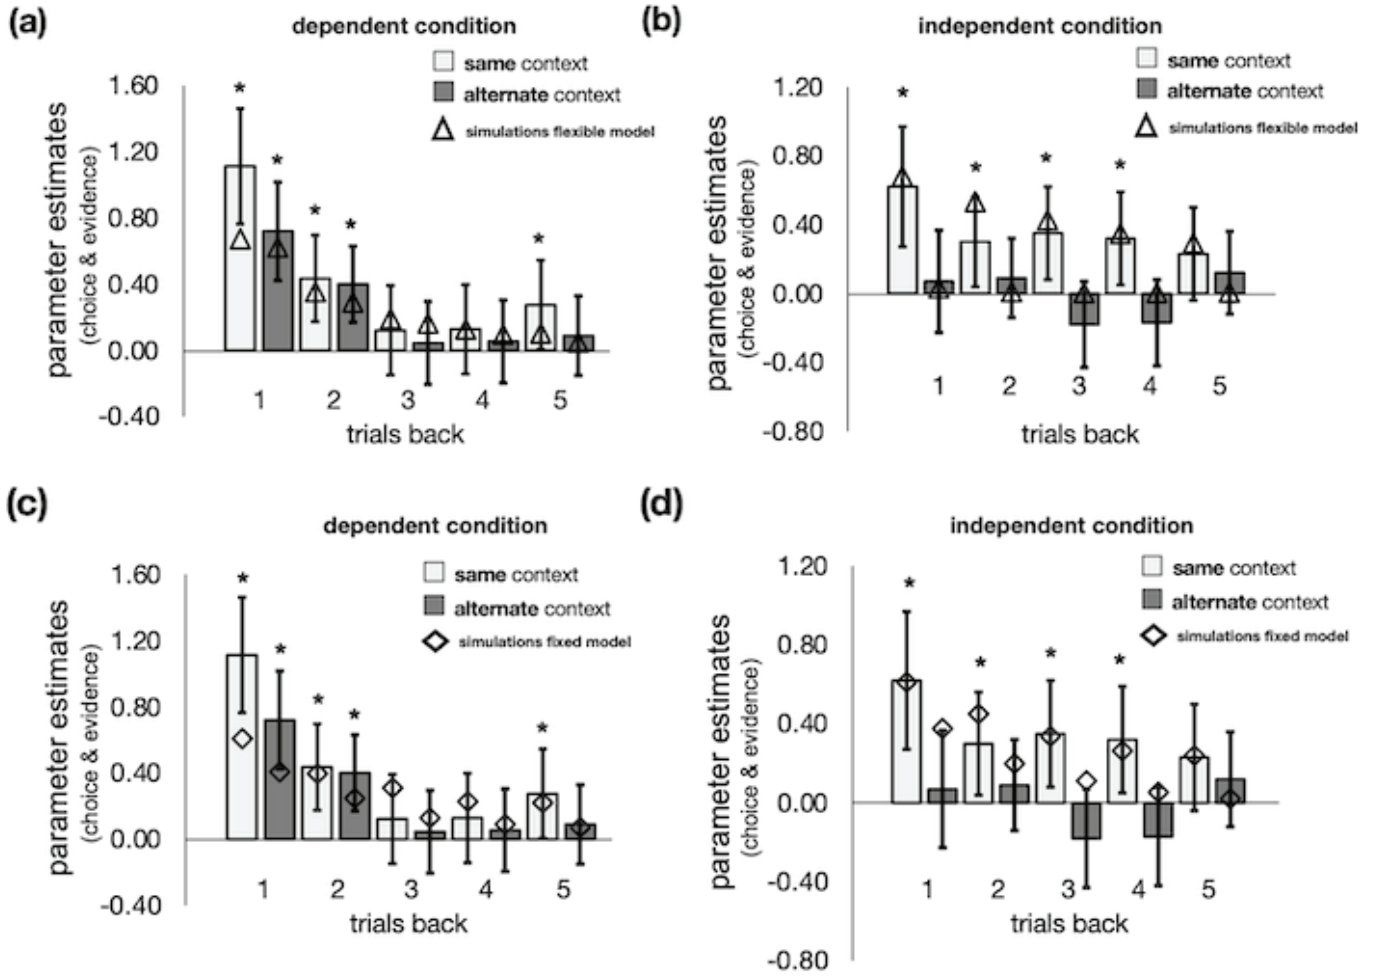 (a)
dependent condition
same context
alternate context
simulations flexible model
parameter estimates
(choice & evidence)
1.60
1.20
0.80
0.40
0.00
-0.40
* * * * *
1 2 3 4 5
trials back
(b)
independent condition
same context
alternate context
simulations flexible model
parameter estimates
(choice & evidence)
1.20
0.80
0.40
0.00
-0.40
-0.80
* * * *
1 2 3 4 5
trials back
(c)
dependent condition
same context
alternate context
simulations fixed model
parameter estimates
(choice & evidence)
1.60
1.20
0.80
0.40
0.00
-0.40
* * * * *
1 2 3 4 5
trials back
(d)
independent condition
same context
alternate context
simulations fixed model
parameter estimates
(choice & evidence)
1.20
0.80
0.40
0.00
-0.40
-0.80
* * * *
1 2 3 4 5
trials back